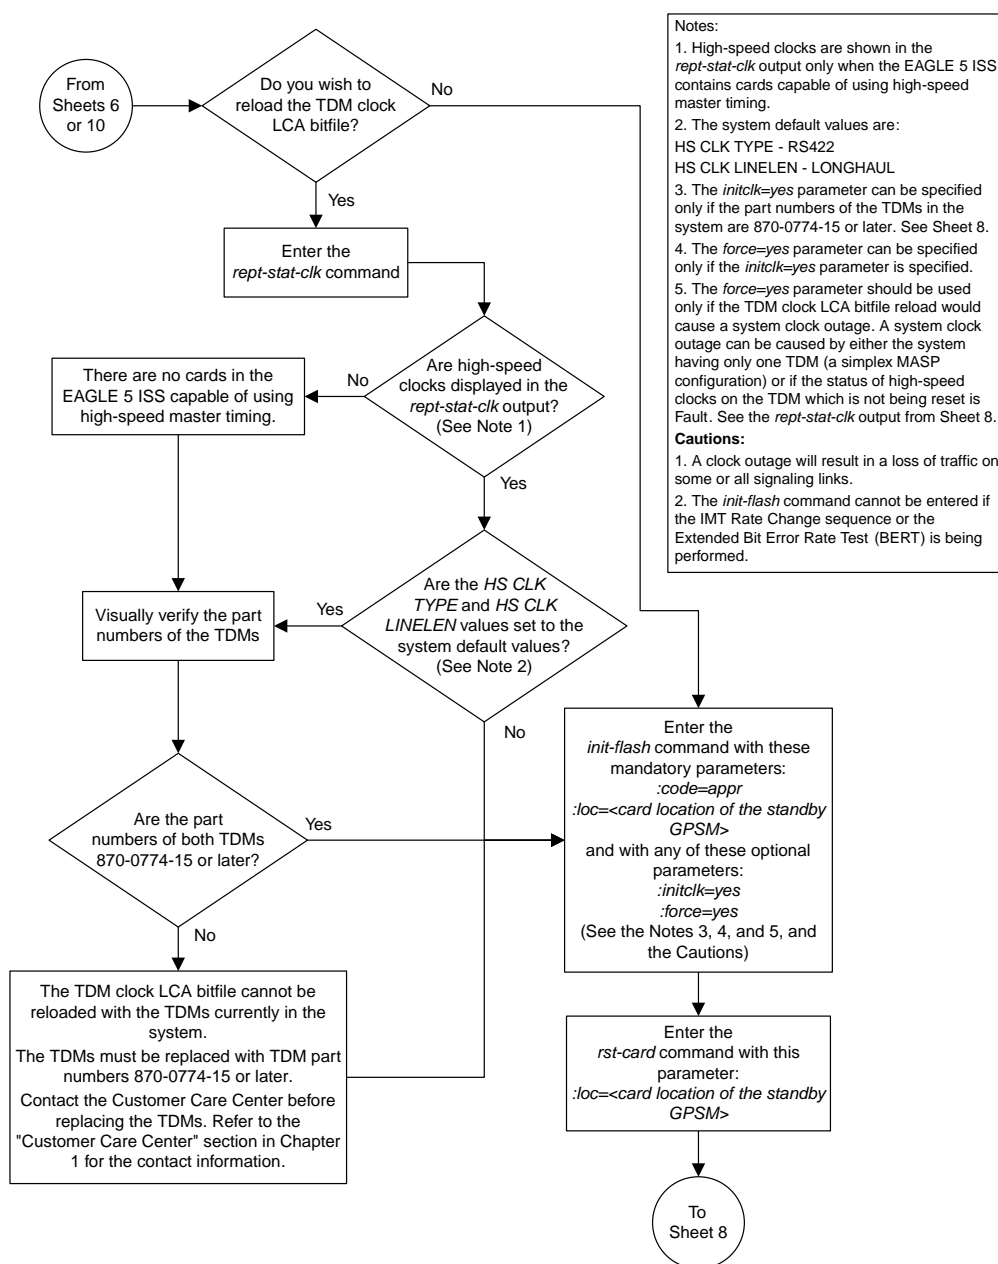 From
Sheets 6
or 10
Do you wish to
reload the TDM clock
LCA bitfile?
No
Yes
Enter the
rept-stat-clk command
Are high-speed
clocks displayed in the
rept-stat-clk output?
(See Note 1)
No
There are no cards in the
EAGLE 5 ISS capable of using
high-speed master timing.
Yes
Are the HS CLK
TYPE and HS CLK
LINELEN values set to the
system default values?
(See Note 2)
Yes
Visually verify the part
numbers of the TDMs
No
Are the part
numbers of both TDMs
870-0774-15 or later?
Yes
No
The TDM clock LCA bitfile cannot be
reloaded with the TDMs currently in the
system.
The TDMs must be replaced with TDM part
numbers 870-0774-15 or later.
Contact the Customer Care Center before
replacing the TDMs. Refer to the
"Customer Care Center" section in Chapter
1 for the contact information.
Enter the
init-flash command with these
mandatory parameters:
:code=appr
:loc=<card location of the standby
GPSM>
and with any of these optional
parameters:
:initclk=yes
:force=yes
(See the Notes 3, 4, and 5, and
the Cautions)
Enter the
rst-card command with this
parameter:
:loc=<card location of the standby
GPSM>
To
Sheet 8
Notes:
1. High-speed clocks are shown in the
rept-stat-clk output only when the EAGLE 5 ISS
contains cards capable of using high-speed
master timing.
2. The system default values are:
HS CLK TYPE - RS422
HS CLK LINELEN - LONGHAUL
3. The initclk=yes parameter can be specified
only if the part numbers of the TDMs in the
system are 870-0774-15 or later. See Sheet 8.
4. The force=yes parameter can be specified
only if the initclk=yes parameter is specified.
5. The force=yes parameter should be used
only if the TDM clock LCA bitfile reload would
cause a system clock outage. A system clock
outage can be caused by either the system
having only one TDM (a simplex MASP
configuration) or if the status of high-speed
clocks on the TDM which is not being reset is
Fault. See the rept-stat-clk output from Sheet 8.
Cautions:
1. A clock outage will result in a loss of traffic on
some or all signaling links.
2. The init-flash command cannot be entered if
the IMT Rate Change sequence or the
Extended Bit Error Rate Test (BERT) is being
performed.